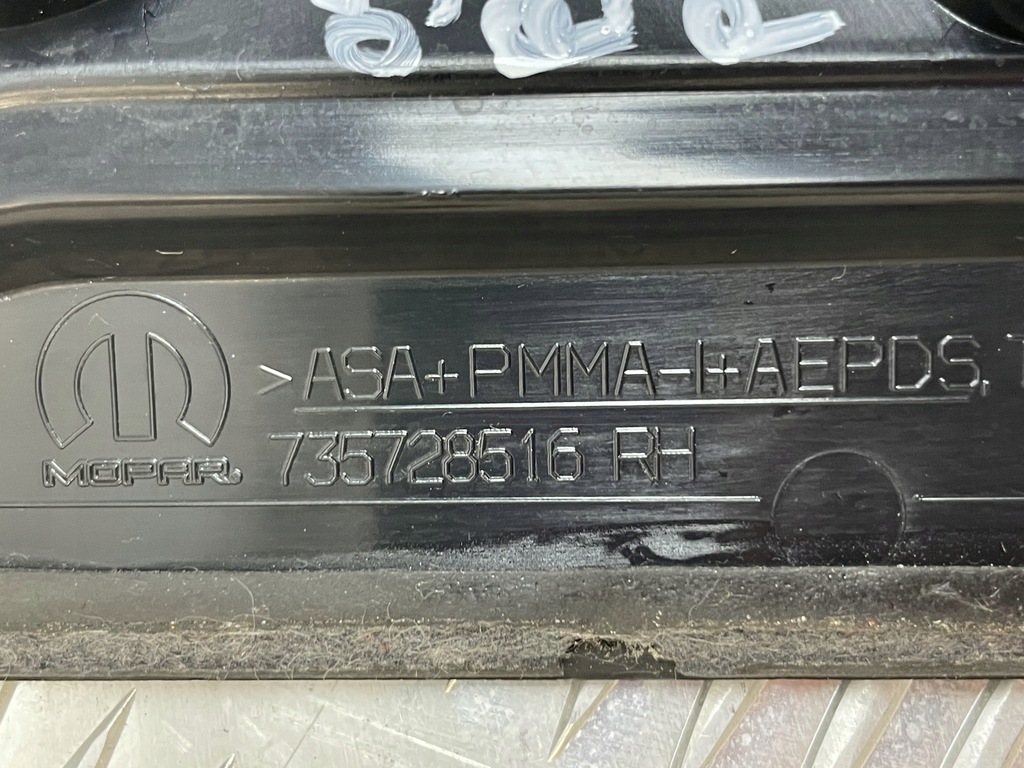 >ASA+PMMA-I+AEPDS,
MOPAR®
735728516 RH